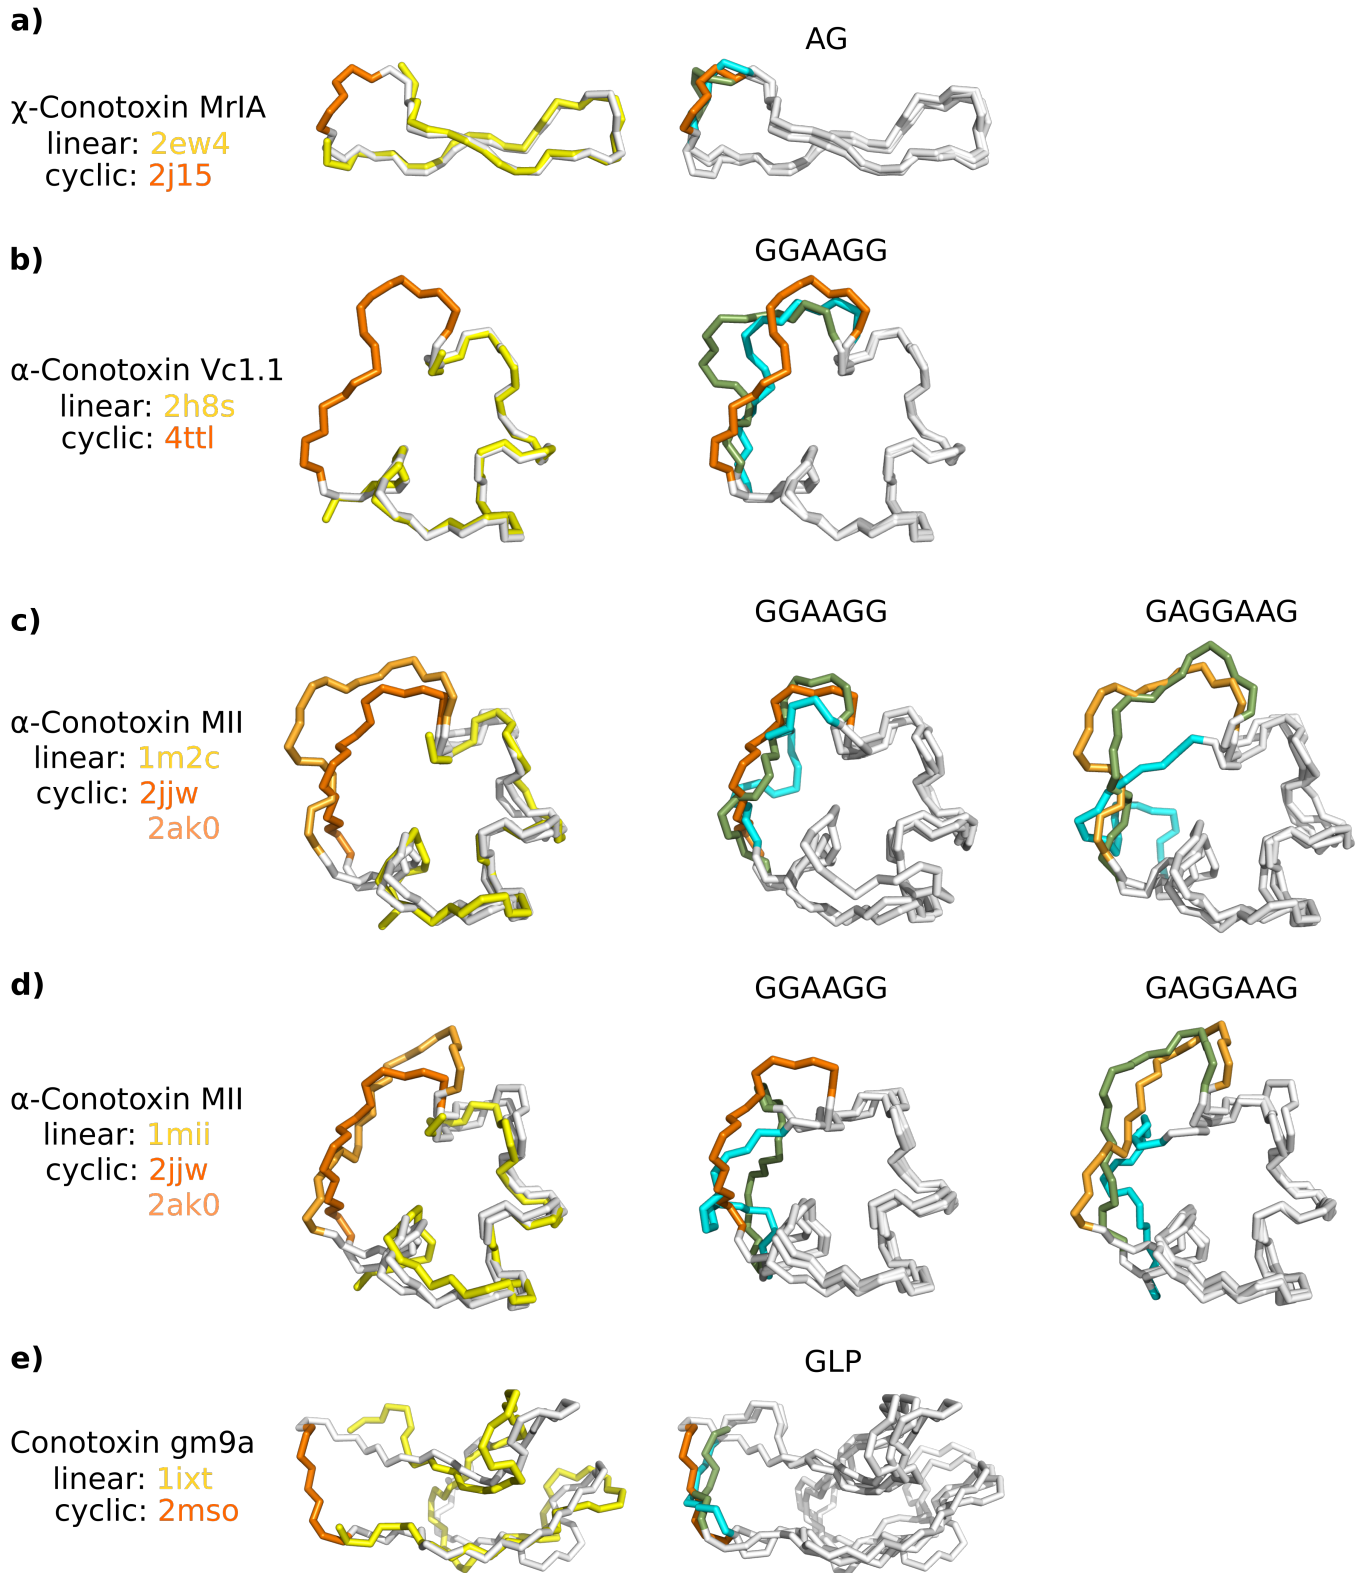 a)
AG
χ-Conotoxin MrIA
linear: 2ew4
cyclic: 2j15
b)
GGAAGG
α-Conotoxin Vc1.1
linear: 2h8s
cyclic: 4ttl
c)
GGAAGG
GAGGAAG
α-Conotoxin MII
linear: 1m2c
cyclic: 2jjw
2ak0
d)
GGAAGG
GAGGAAG
α-Conotoxin MII
linear: 1mii
cyclic: 2jjw
2ak0
e)
GLP
Conotoxin gm9a
linear: 1ixt
cyclic: 2mso